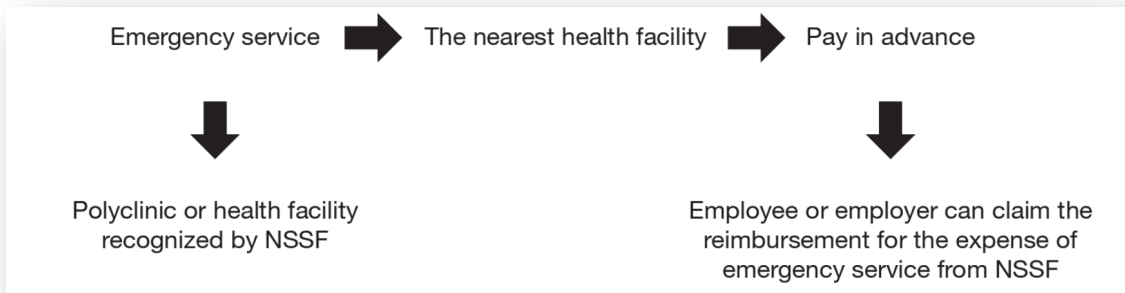 Emergency service
The nearest health facility
Pay in advance
Polyclinic or health facility
recognized by NSSF
Employee or employer can claim the
reimbursement for the expense of
emergency service from NSSF